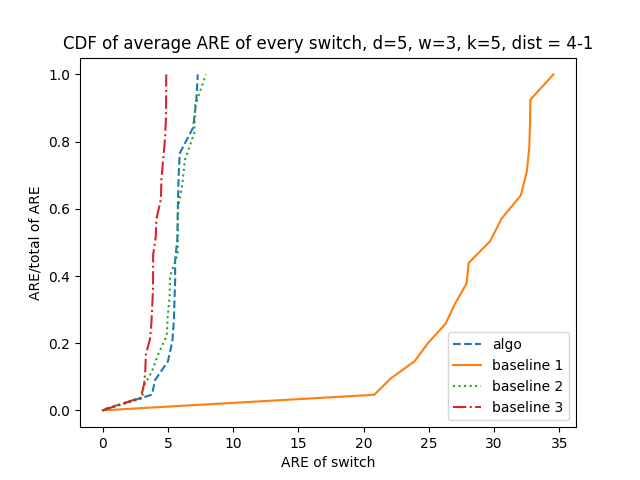 CDF of average ARE of every switch, d=5, w=3, k=5, dist = 4-1
ARE/total of ARE
1.0
0.8
0.6
0.4
0.2
0.0
algo
baseline 1
baseline 2
baseline 3
0 5 10 15 20 25 30 35
ARE of switch